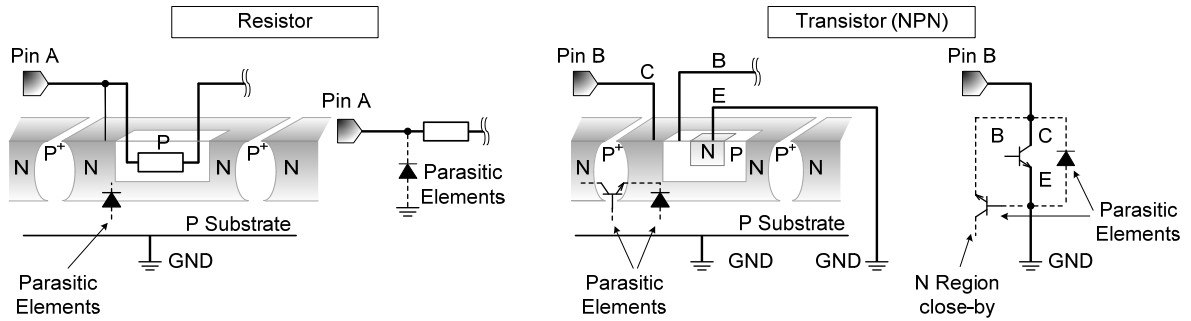 Resistor
Transistor (NPN)
Pin A
Pin A
N
P+
N
P
P+
N
Parasitic
Elements
P Substrate
GND
Parasitic
Elements
Pin B
C
B
E
N
P+
N
N
P
P+
N
P Substrate
GND
GND
Parasitic
Elements
Pin B
B
C
E
Parasitic
Elements
GND
N Region
close-by